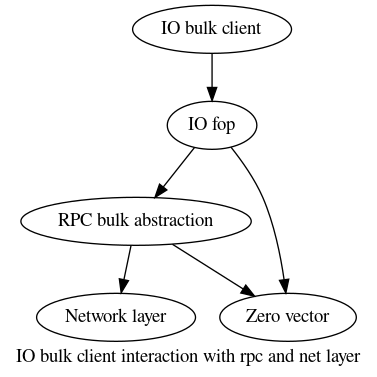 IO bulk client
IO fop
RPC bulk abstraction
Network layer
Zero vector
IO bulk client interaction with rpc and net layer